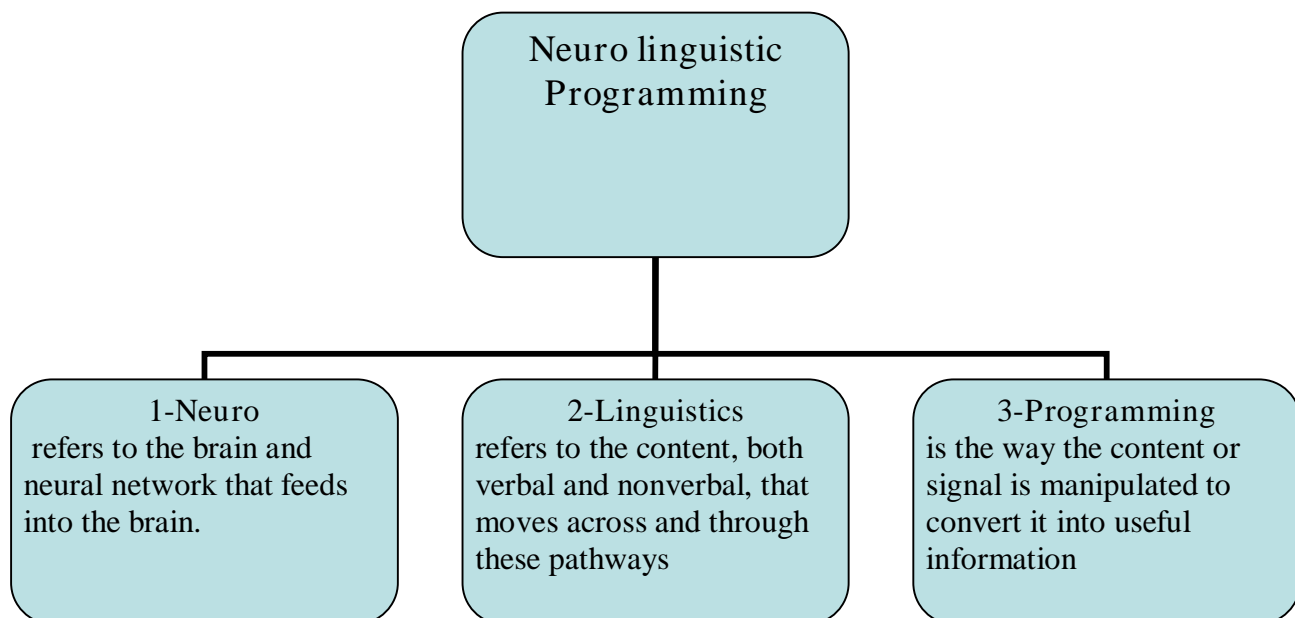 Neuro linguistic
Programming
1-Neuro
refers to the brain and
neural network that feeds
into the brain.
2-Linguistics
refers to the content, both
verbal and nonverbal, that
moves across and through
these pathways
3-Programming
is the way the content or
signal is manipulated to
convert it into useful
information